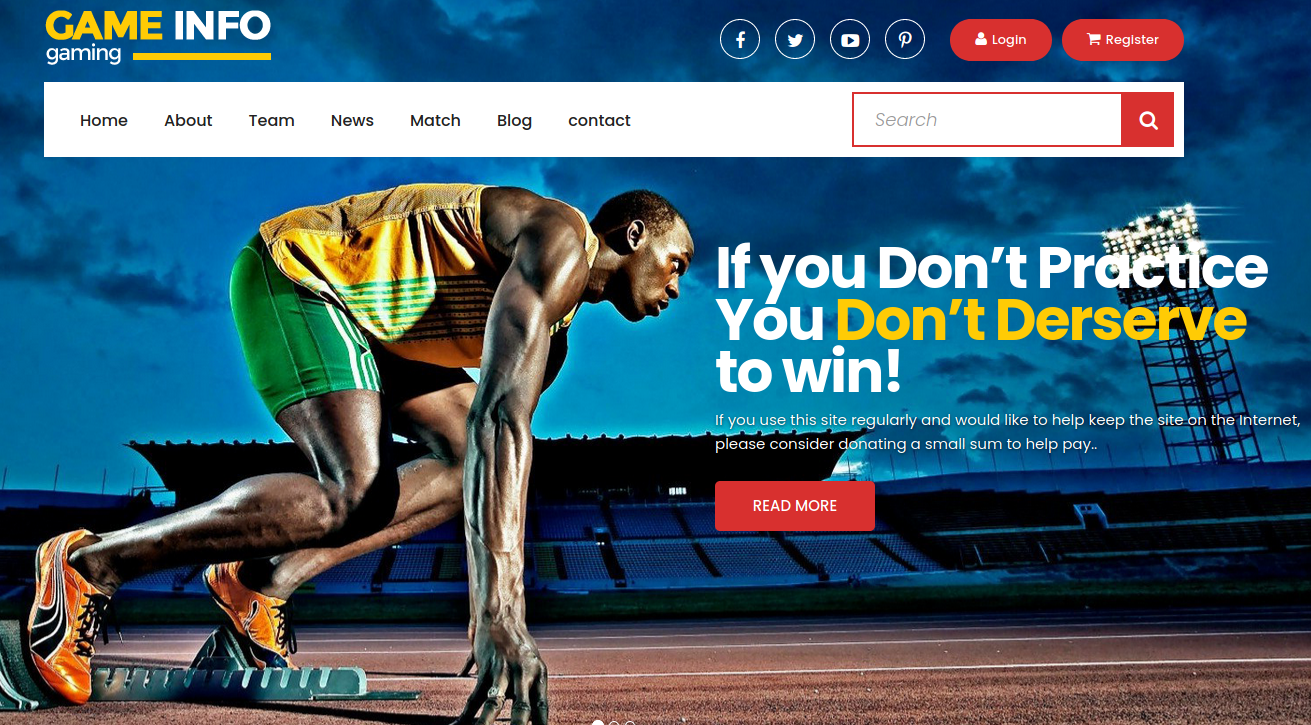 GAME INFO
gaming
Login
Register
Home About Team News Match Blog contact
Search
If you Don’t Practice
You Don’t Derserve
to win!
If you use this site regularly and would like to help keep the site on the Internet,
please consider donating a small sum to help pay..
READ MORE